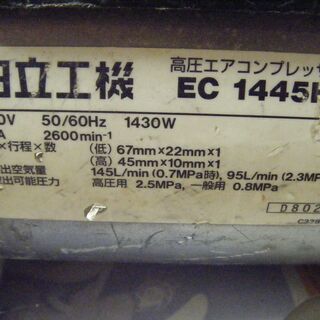 日立工機 高圧エアコンプレッサ
EC 1445H
0V 50/60Hz 1430W
A 2600min-1
×行程×数 (低) 67mm×22mm×1
(高) 45mm×10mm×1
出空気量 145L/min (0.7MPa時), 95L/min (2.3MP
出可能圧力 高圧用 2.5MPa, 一般用 0.8MPa
D802